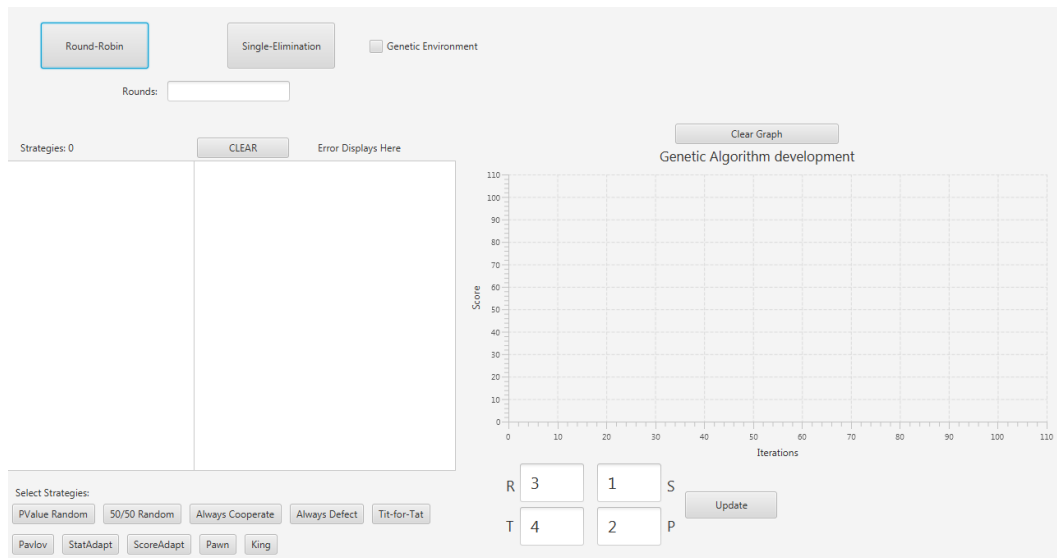 Round-Robin Single-Elimination Genetic Environment
Rounds:
Clear Graph
Strategies: 0 CLEAR Error Displays Here
Genetic Algorithm development
110
100
90
80
70
60
50
40
30
20
10
0
Score
0 10 20 30 40 50 60 70 80 90 100 110
Iterations
R 3 1 S
T 4 2 P
Update
Select Strategies:
PValue Random 50/50 Random Always Cooperate Always Defect Tit-for-Tat
Pavlov StatAdapt ScoreAdapt Pawn King